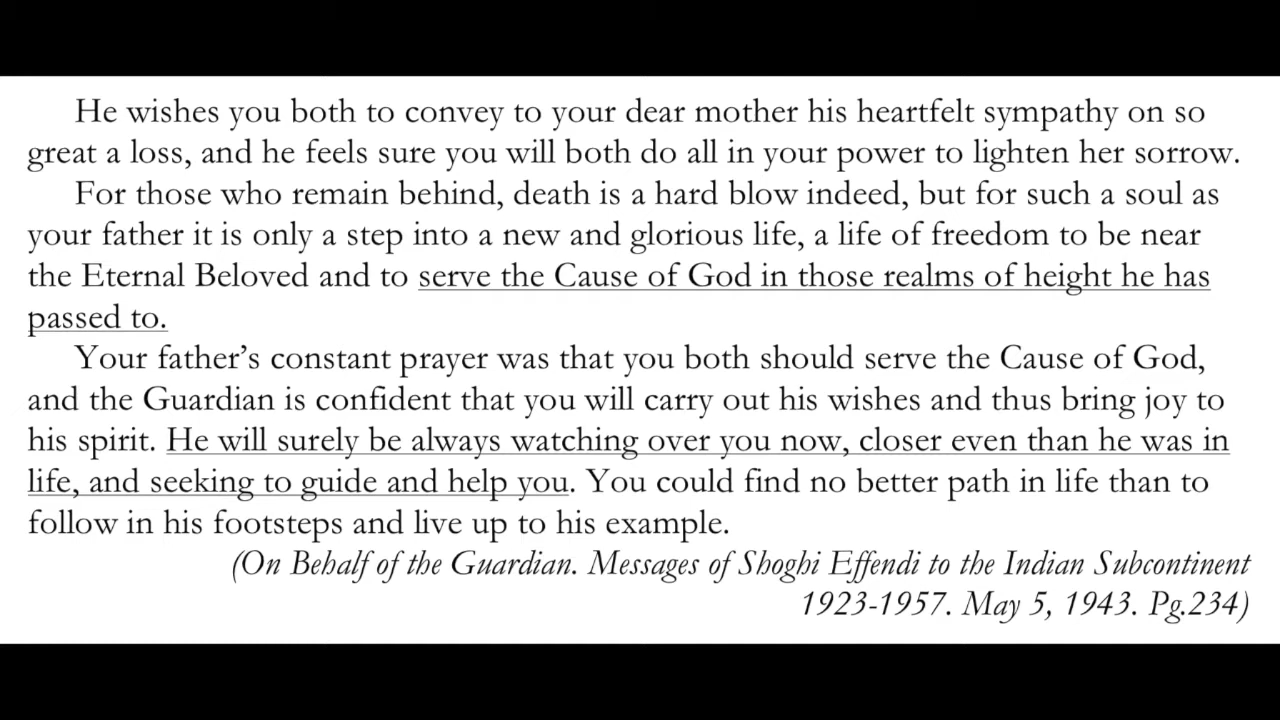 He wishes you both to convey to your dear mother his heartfelt sympathy on so
great a loss, and he feels sure you will both do all in your power to lighten her sorrow.
For those who remain behind, death is a hard blow indeed, but for such a soul as
your father it is only a step into a new and glorious life, a life of freedom to be near
the Eternal Beloved and to serve the Cause of God in those realms of height he has
passed to.
Your father’s constant prayer was that you both should serve the Cause of God,
and the Guardian is confident that you will carry out his wishes and thus bring joy to
his spirit. He will surely be always watching over you now, closer even than he was in
life, and seeking to guide and help you. You could find no better path in life than to
follow in his footsteps and live up to his example.
(On Behalf of the Guardian. Messages of Shoghi Effendi to the Indian Subcontinent
1923-1957. May 5, 1943. Pg.234)